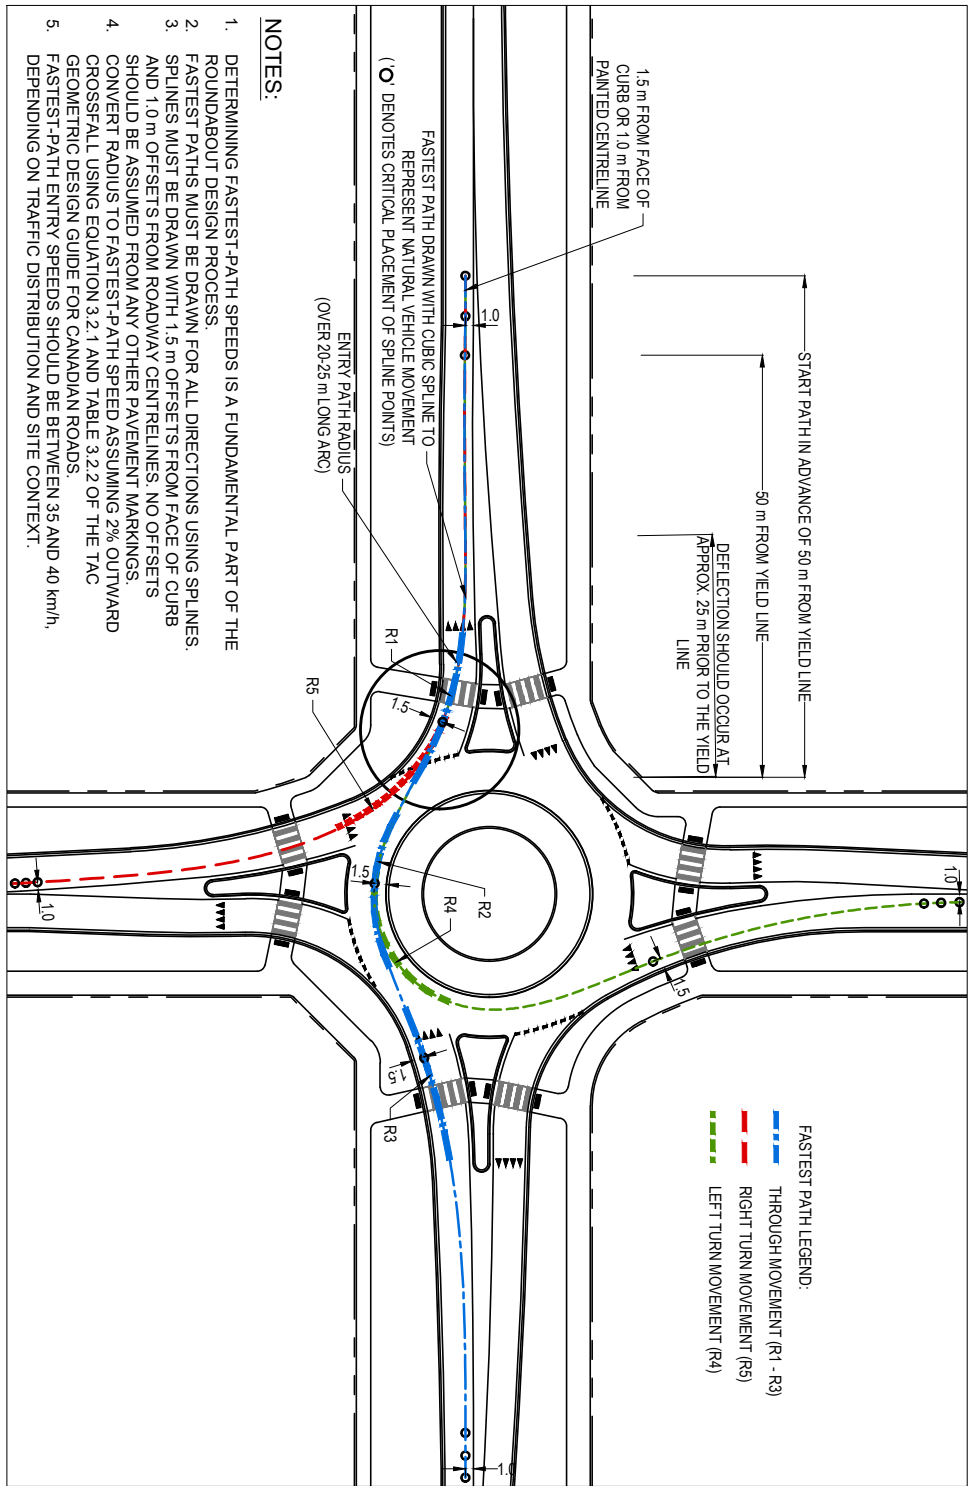 START PATH IN ADVANCE OF 50 m FROM YIELD LINE
50 m FROM YIELD LINE
DEFLECTION SHOULD OCCUR AT
APPROX. 25 m PRIOR TO THE YIELD
LINE
1.5 m FROM FACE OF
CURB OR 1.0 m FROM
PAINTED CENTRELINE
FASTEST PATH LEGEND:
THROUGH MOVEMENT (R1 - R3)
RIGHT TURN MOVEMENT (R5)
LEFT TURN MOVEMENT (R4)
1.0
1.5
1.0
FASTEST PATH DRAWN WITH CUBIC SPLINE TO
REPRESENT NATURAL VEHICLE MOVEMENT
('O' DENOTES CRITICAL PLACEMENT OF SPLINE POINTS)
ENTRY PATH RADIUS
(OVER 20-25 m LONG ARC)
R1
1.5
R5
R2
R4
1.5
1.5
R3
1.0
1.0
NOTES:
1. DETERMINING FASTEST-PATH SPEEDS IS A FUNDAMENTAL PART OF THE
ROUNDABOUT DESIGN PROCESS.
2. FASTEST PATHS MUST BE DRAWN FOR ALL DIRECTIONS USING SPLINES.
3. SPLINES MUST BE DRAWN WITH 1.5 m OFFSETS FROM FACE OF CURB
AND 1.0 m OFFSETS FROM ROADWAY CENTRELINES. NO OFFSETS
SHOULD BE ASSUMED FROM ANY OTHER PAVEMENT MARKINGS.
4. CONVERT RADIUS TO FASTEST-PATH SPEED ASSUMING 2% OUTWARD
CROSSFALL USING EQUATION 3.2.1 AND TABLE 3.2.2 OF THE TAC
GEOMETRIC DESIGN GUIDE FOR CANADIAN ROADS.
5. FASTEST-PATH ENTRY SPEEDS SHOULD BE BETWEEN 35 AND 40 km/h,
DEPENDING ON TRAFFIC DISTRIBUTION AND SITE CONTEXT.